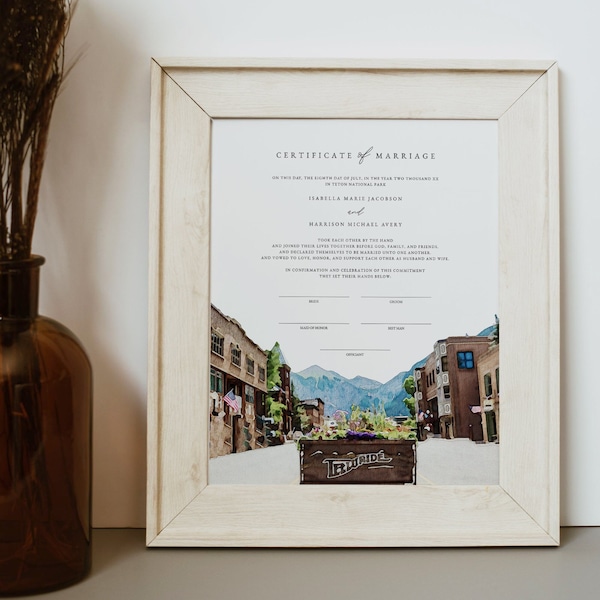 CERTIFICATE of MARRIAGE
ON THIS DAY, THE EIGHTH DAY OF JULY, IN THE YEAR TWO THOUSAND XX
IN TETON NATIONAL PARK
ISABELLA MARIE JACOBSON
and
HARRISON MICHAEL AVERY
TOOK EACH OTHER BY THE HAND
AND JOINED THEIR LIVES TOGETHER BEFORE GOD, FAMILY, AND FRIENDS,
AND DECLARED THEMSELVES TO BE MARRIED UNTO ONE ANOTHER,
AND VOWED TO LOVE, HONOR, AND SUPPORT EACH OTHER AS HUSBAND AND WIFE.
IN CONFIRMATION AND CELEBRATION OF THIS COMMITMENT
THEY SET THEIR HANDS BELOW.
BRIDE GROOM
MAID OF HONOR BEST MAN
OFFICIANT
TELLURIDE